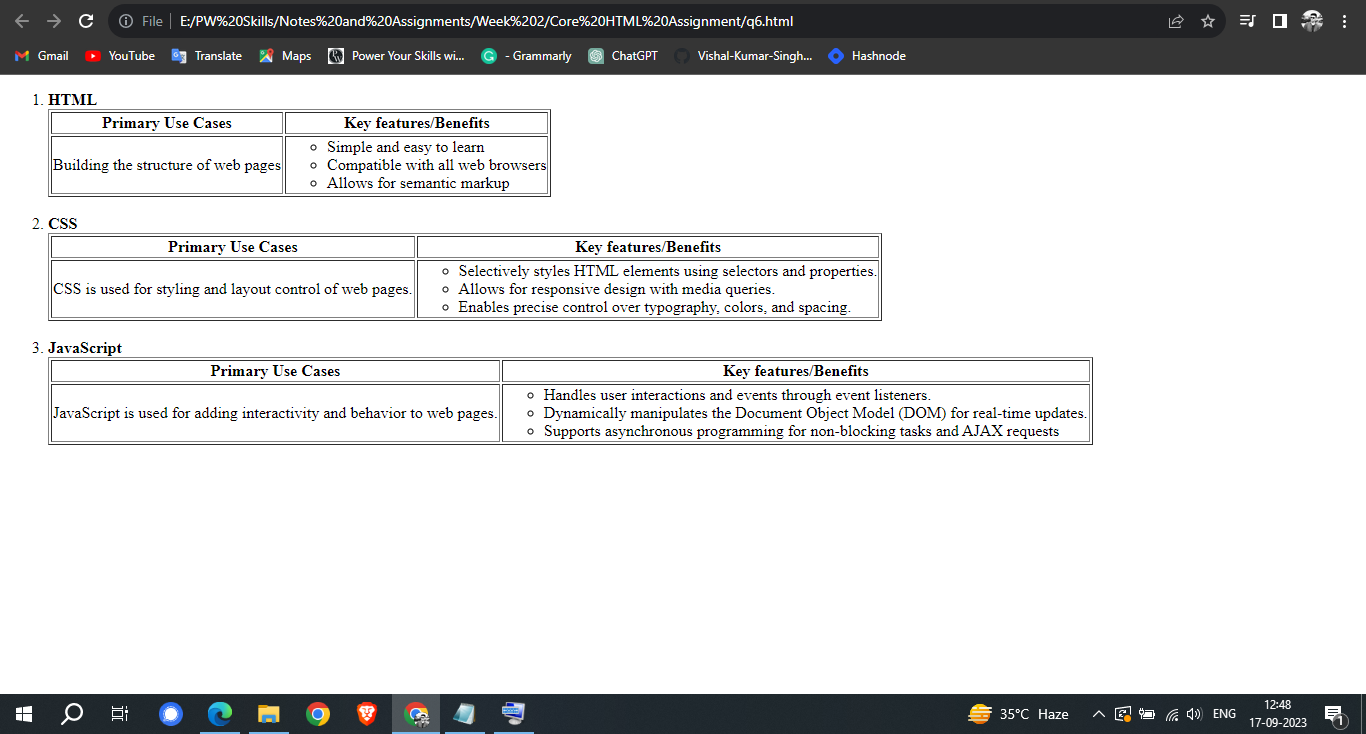 File E:/PW%20Skills/Notes%20and%20Assignments/Week%202/Core%20HTML%20Assignment/q6.html
Gmail YouTube Translate Maps Power Your Skills wi... - Grammarly ChatGPT Vishal-Kumar-Singh... Hashnode
1. HTML
Primary Use Cases Key features/Benefits
Building the structure of web pages
Simple and easy to learn
Compatible with all web browsers
Allows for semantic markup
2. CSS
Primary Use Cases Key features/Benefits
CSS is used for styling and layout control of web pages.
Selectively styles HTML elements using selectors and properties.
Allows for responsive design with media queries.
Enables precise control over typography, colors, and spacing.
3. JavaScript
Primary Use Cases Key features/Benefits
JavaScript is used for adding interactivity and behavior to web pages.
Handles user interactions and events through event listeners.
Dynamically manipulates the Document Object Model (DOM) for real-time updates.
Supports asynchronous programming for non-blocking tasks and AJAX requests
35°C Haze ENG 12:48
17-09-2023 1